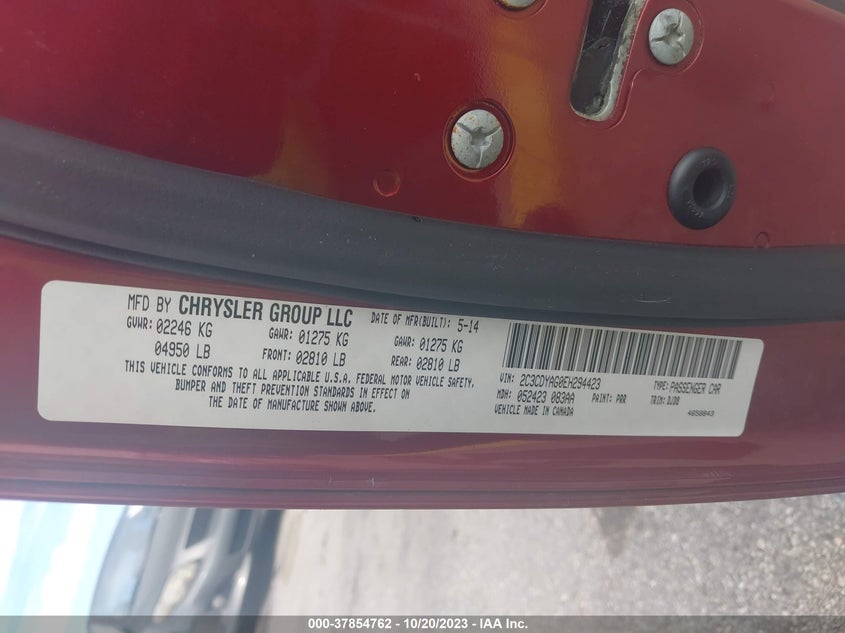 MFD BY CHRYSLER GROUP LLC DATE OF MFR(BUILT): 5-14
GVWR: 02246 KG GAWR: 01275 KG GAWR: 01275 KG
04950 LB FRONT: 02810 LB REAR: 02810 LB
THIS VEHICLE CONFORMS TO ALL APPLICABLE U.S.A. FEDERAL MOTOR VEHICLE SAFETY,
BUMPER AND THEFT PREVENTION STANDARDS IN EFFECT ON
THE DATE OF MANUFACTURE SHOWN ABOVE.
VIN: 2C3CDYAG0EH294423 TYPE: PASSENGER CAR
MDH: 052423 083AA PAINT: PRR TRIM: DJD8
VEHICLE MADE IN CANADA 4658843
000-37854762 - 10/20/2023 - IAA Inc.